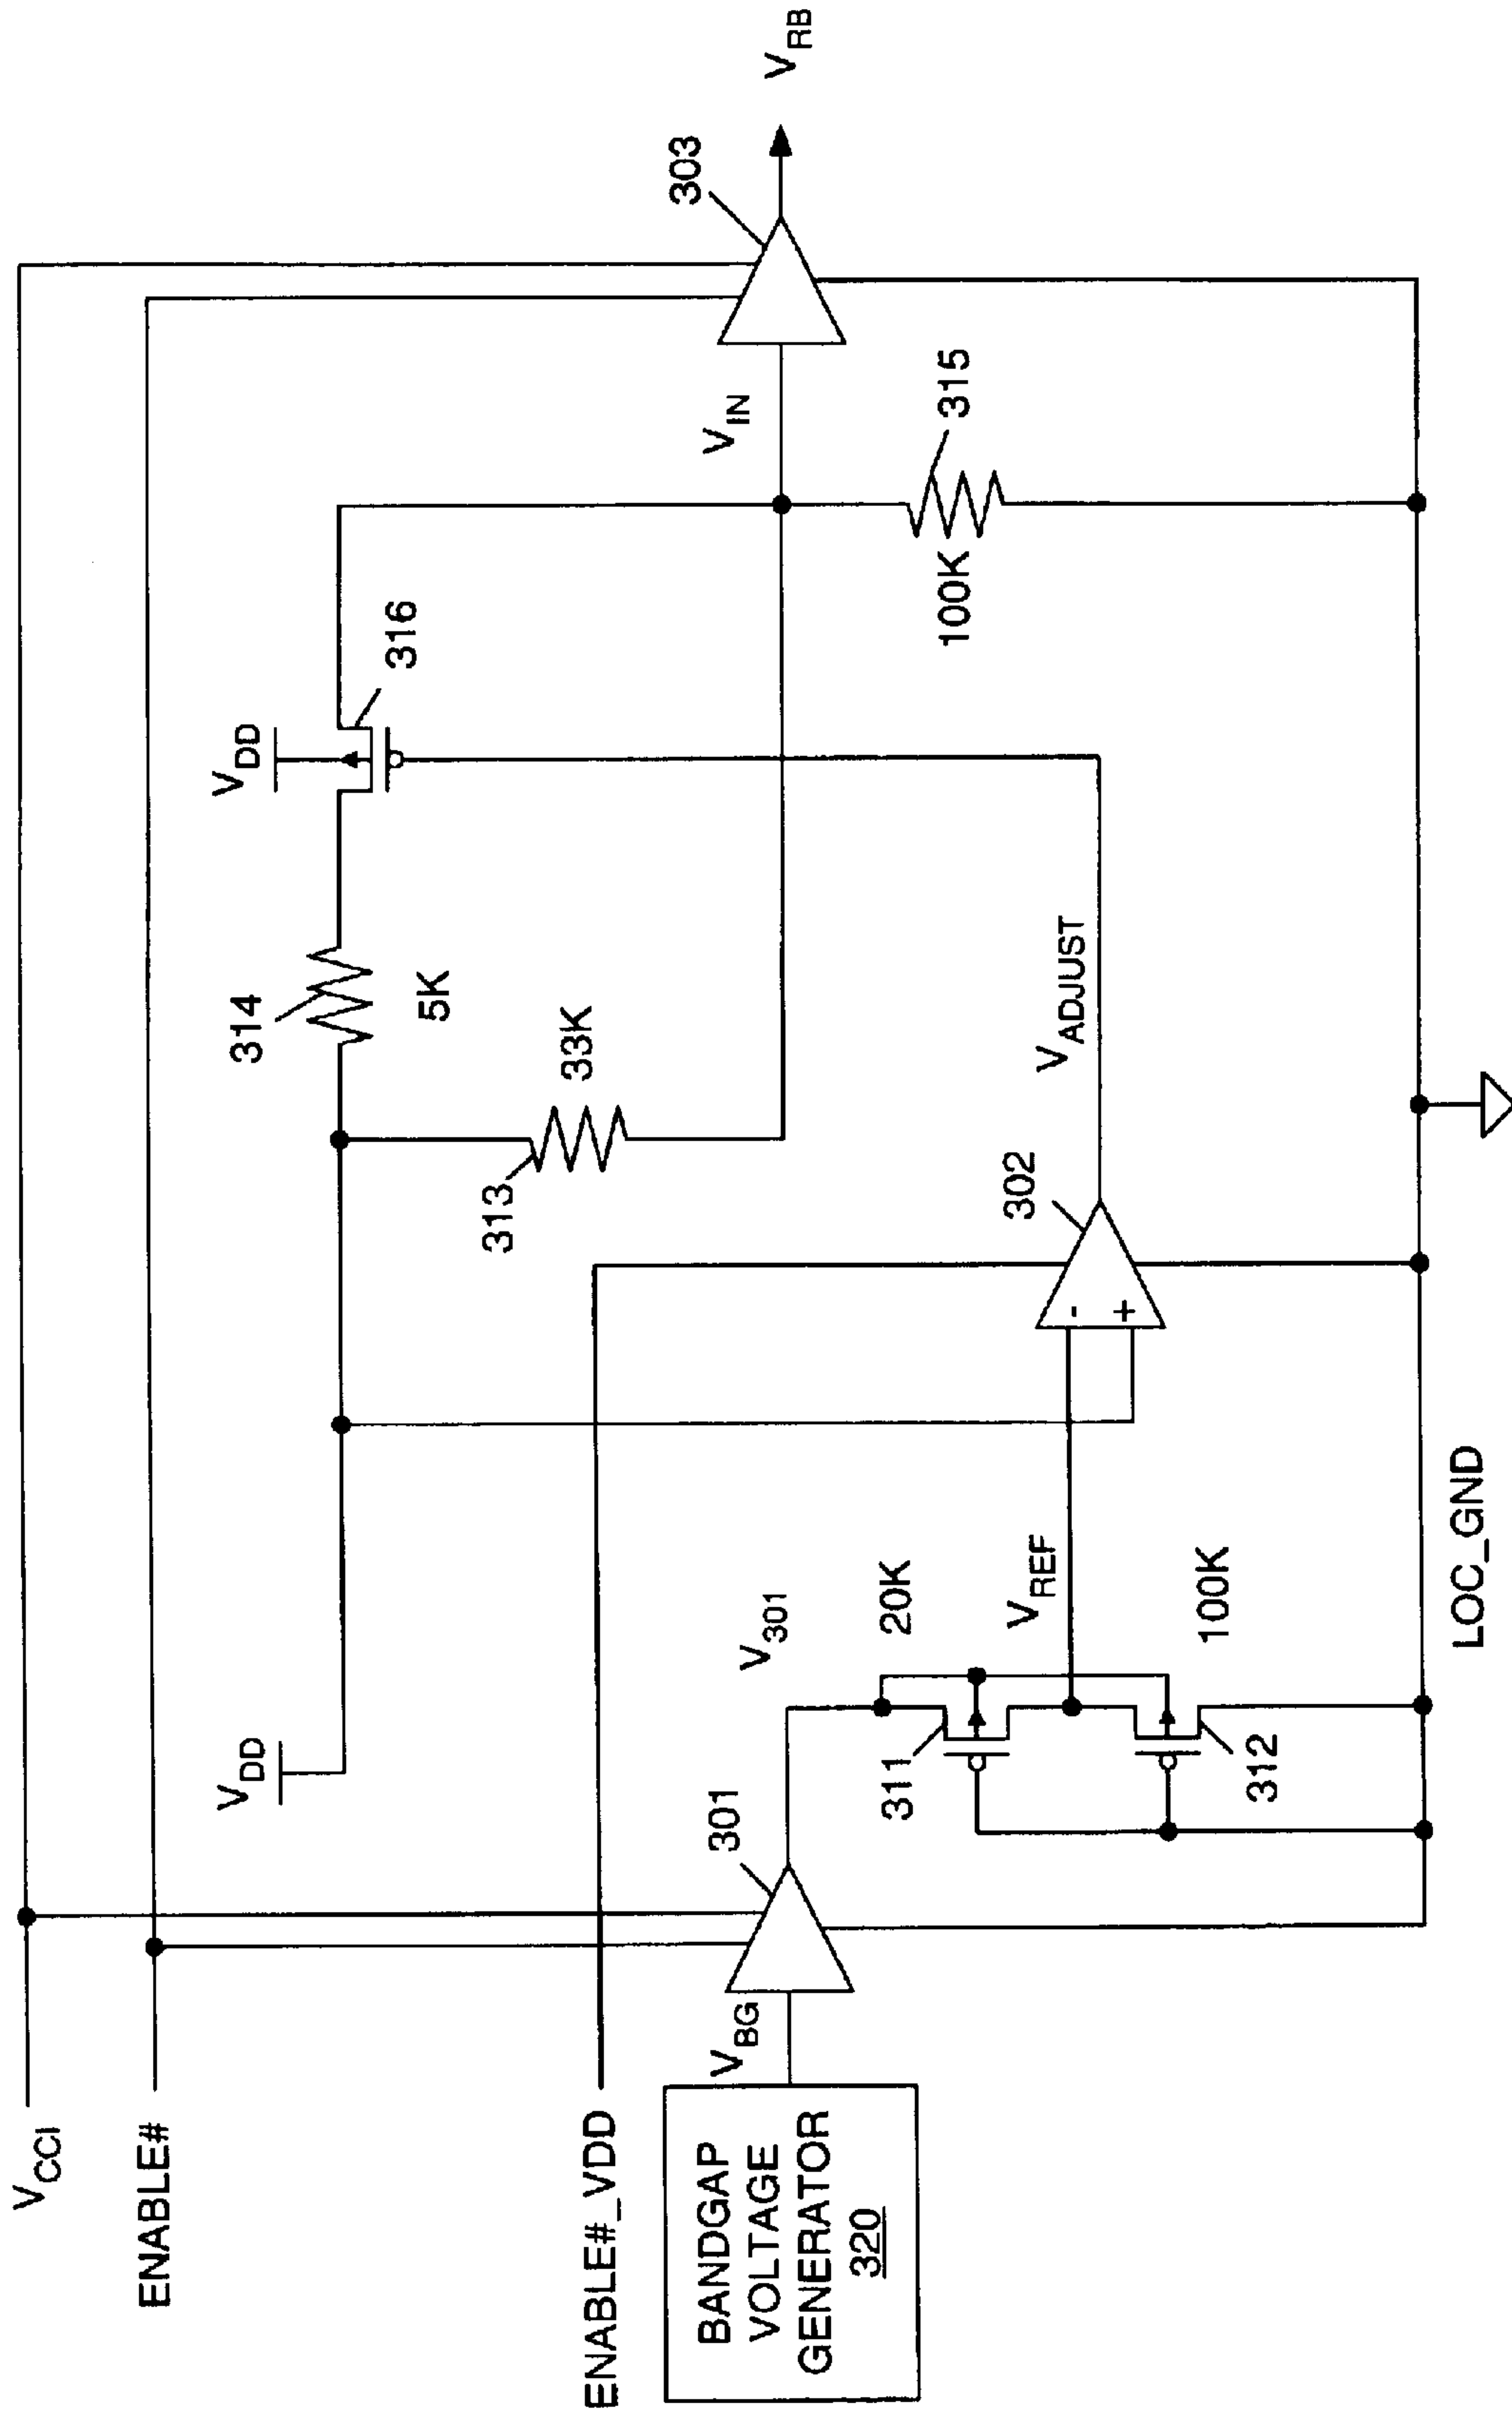 V_CCI
ENABLE#
ENABLE#_VDD
BANDGAP
VOLTAGE
GENERATOR
320
V_BG
301
V_DD
V_301
311
20K
V_REF
312
100K
LOC_GND
302
-
+
V_ADJUST
313
33K
314
5K
V_DD
316
V_IN
315
100K
303
V_RB